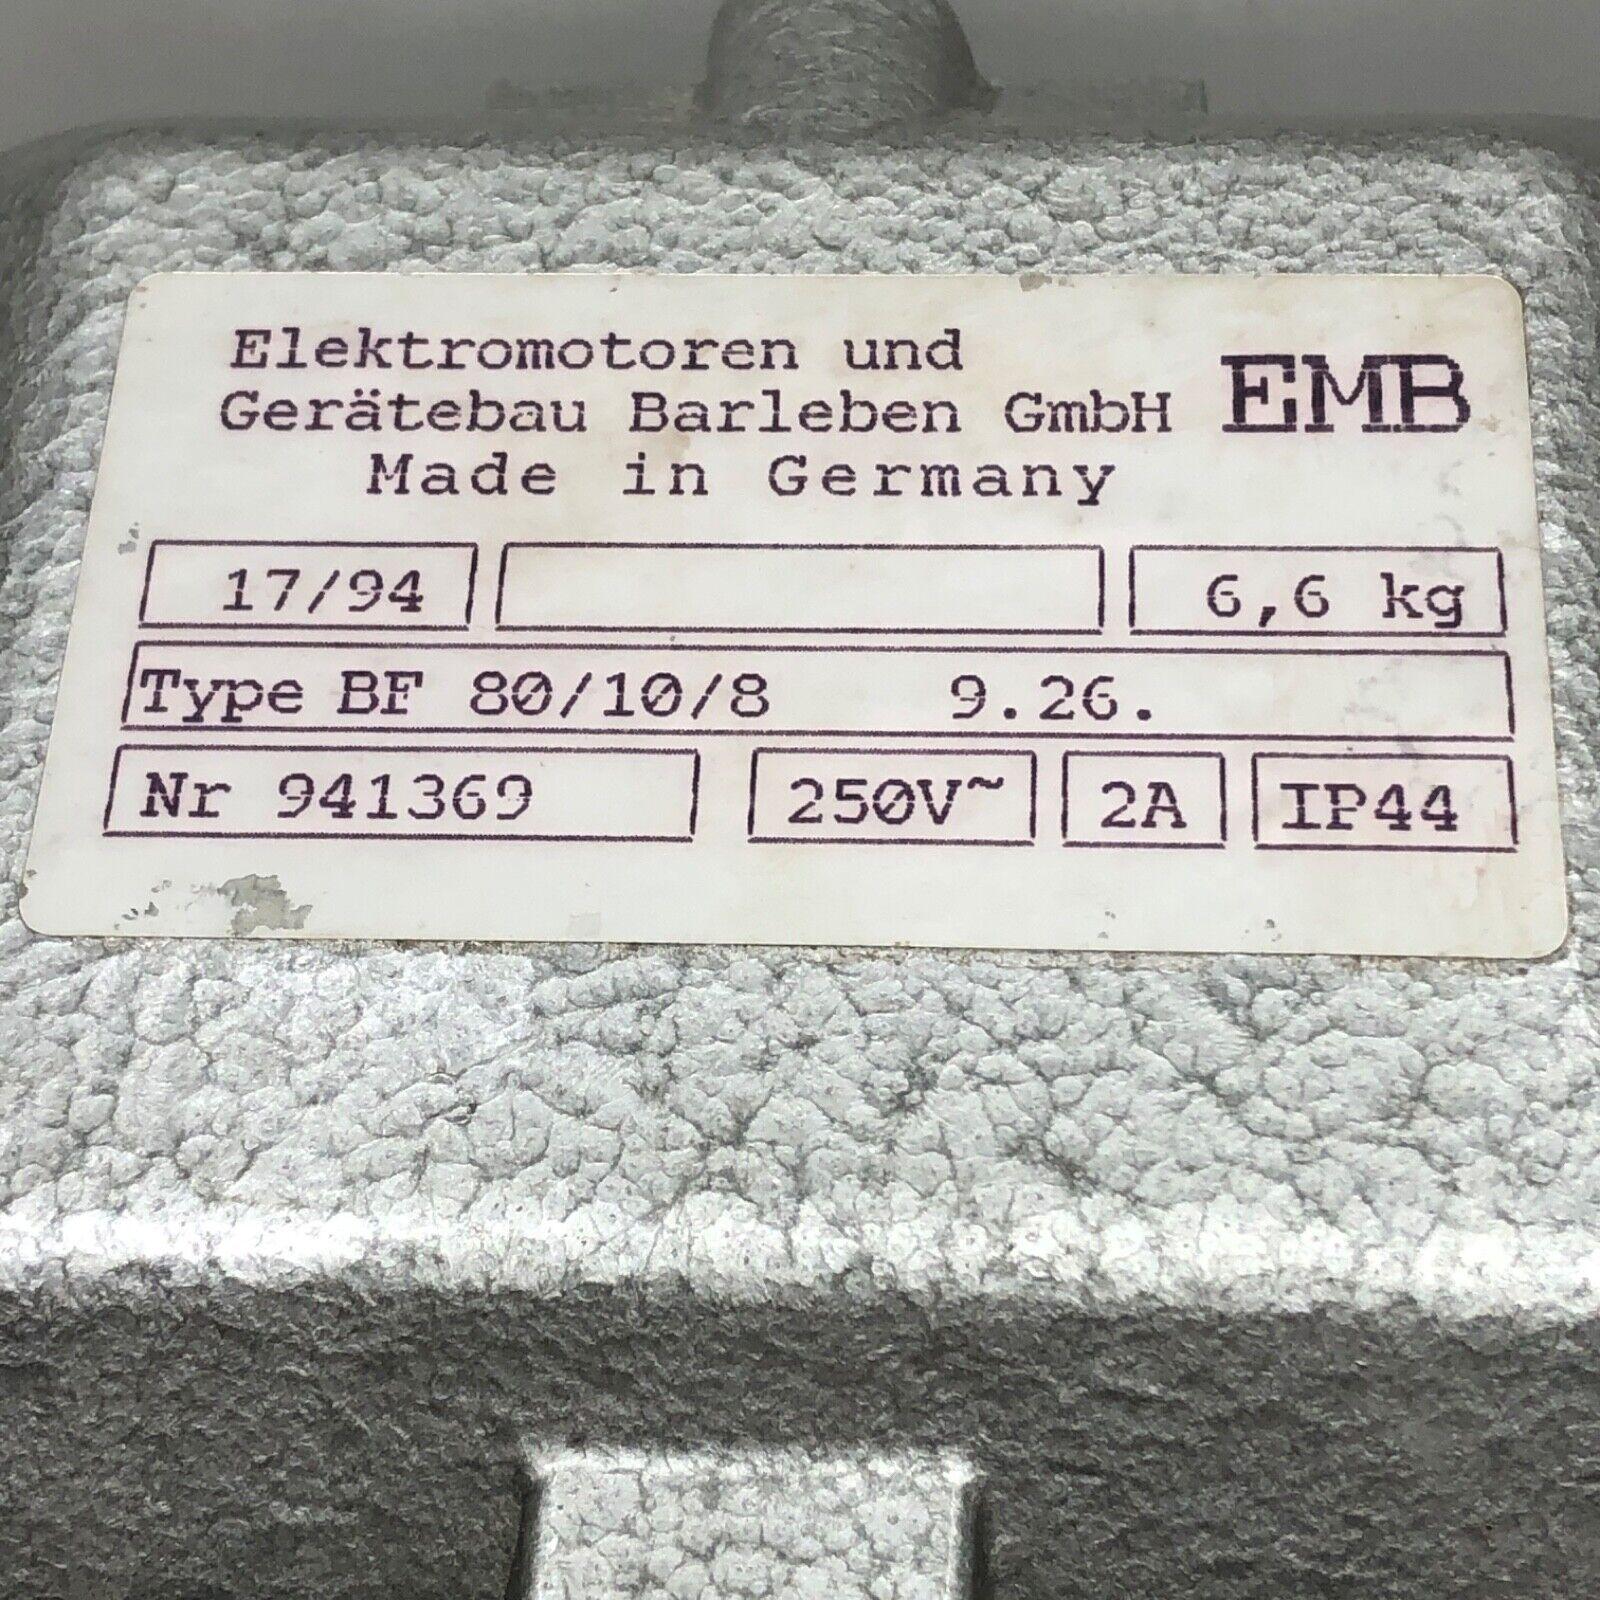 Elektromotoren und
Gerätebau Barleben GmbH EMB
Made in Germany
17/94 6,6 kg
Type BF 80/10/8 9.26.
Nr 941369 250V~ 2A IP44